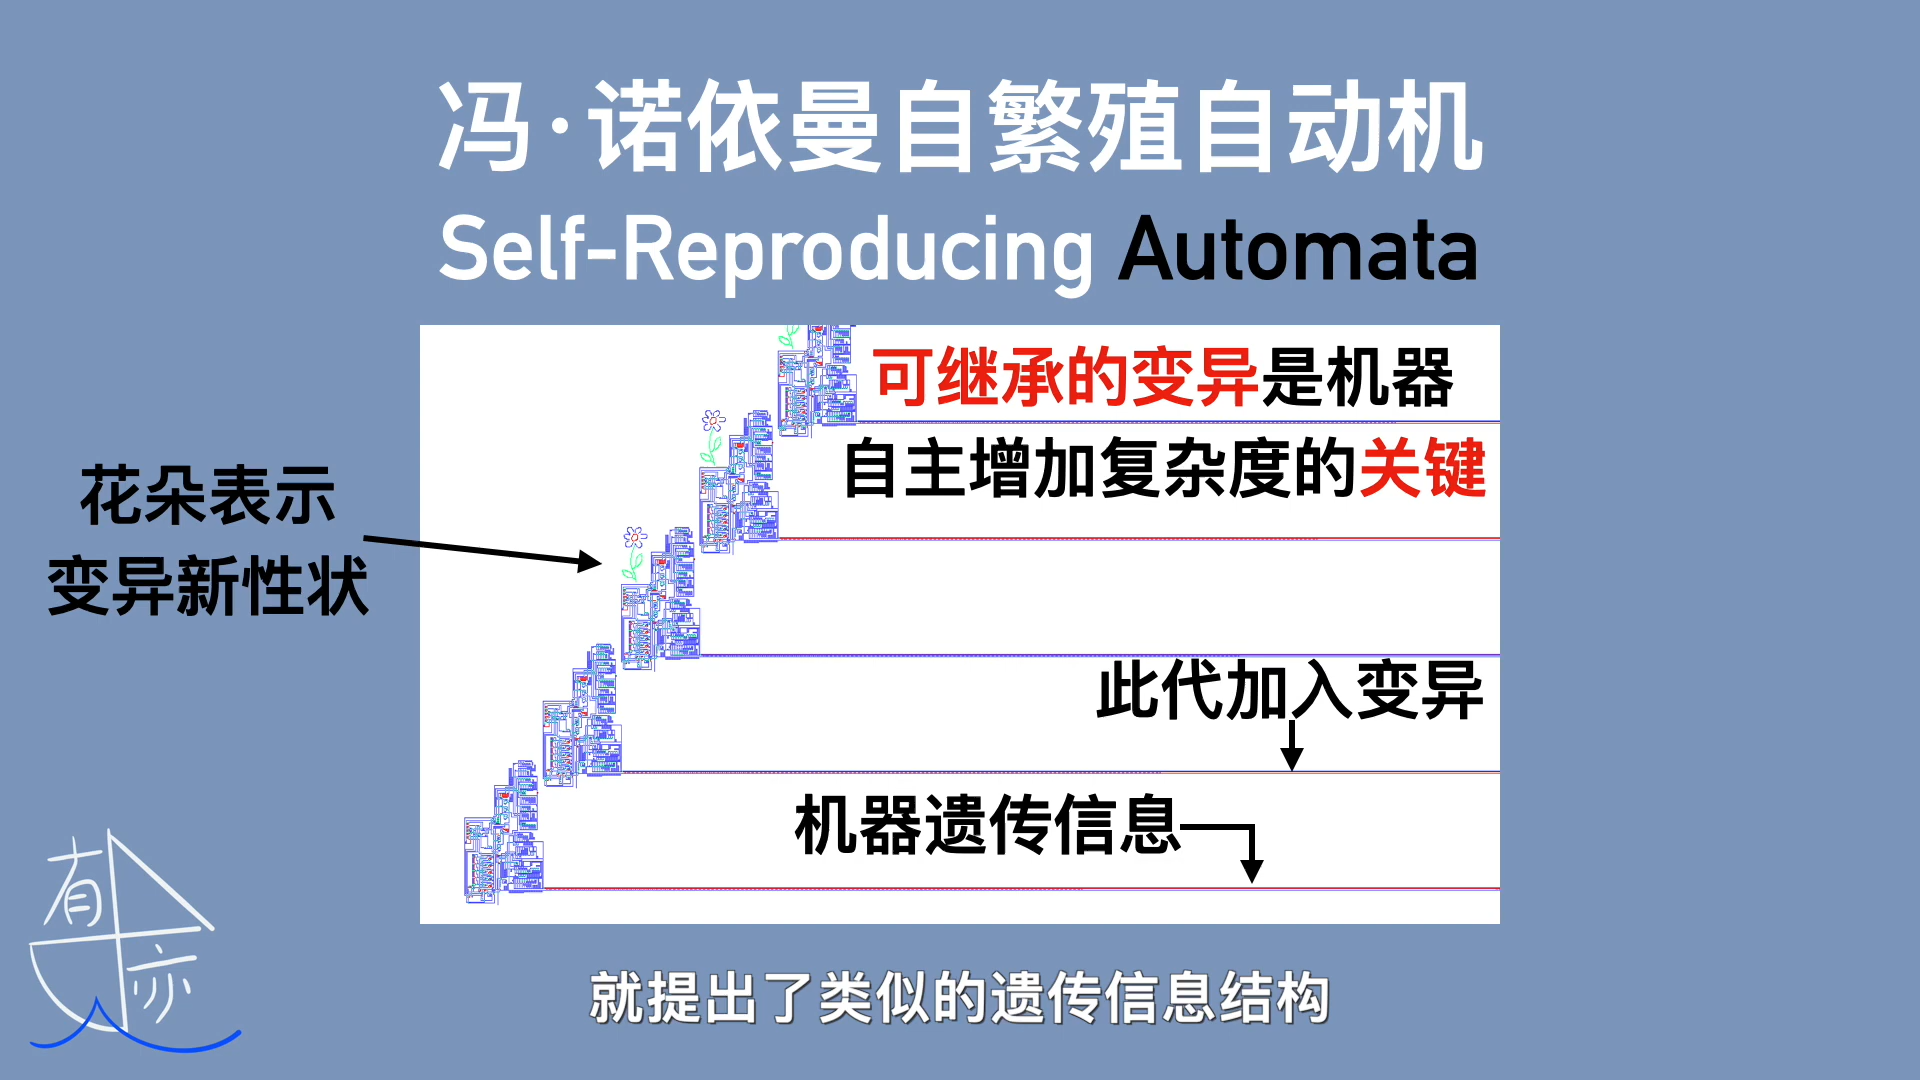 冯·诺依曼自繁殖自动机
Self-Reproducing Automata
可继承的变异是机器
自主增加复杂度的关键
花朵表示
变异新性状
此代加入变异
机器遗传信息
有
亦
就提出了类似的遗传信息结构